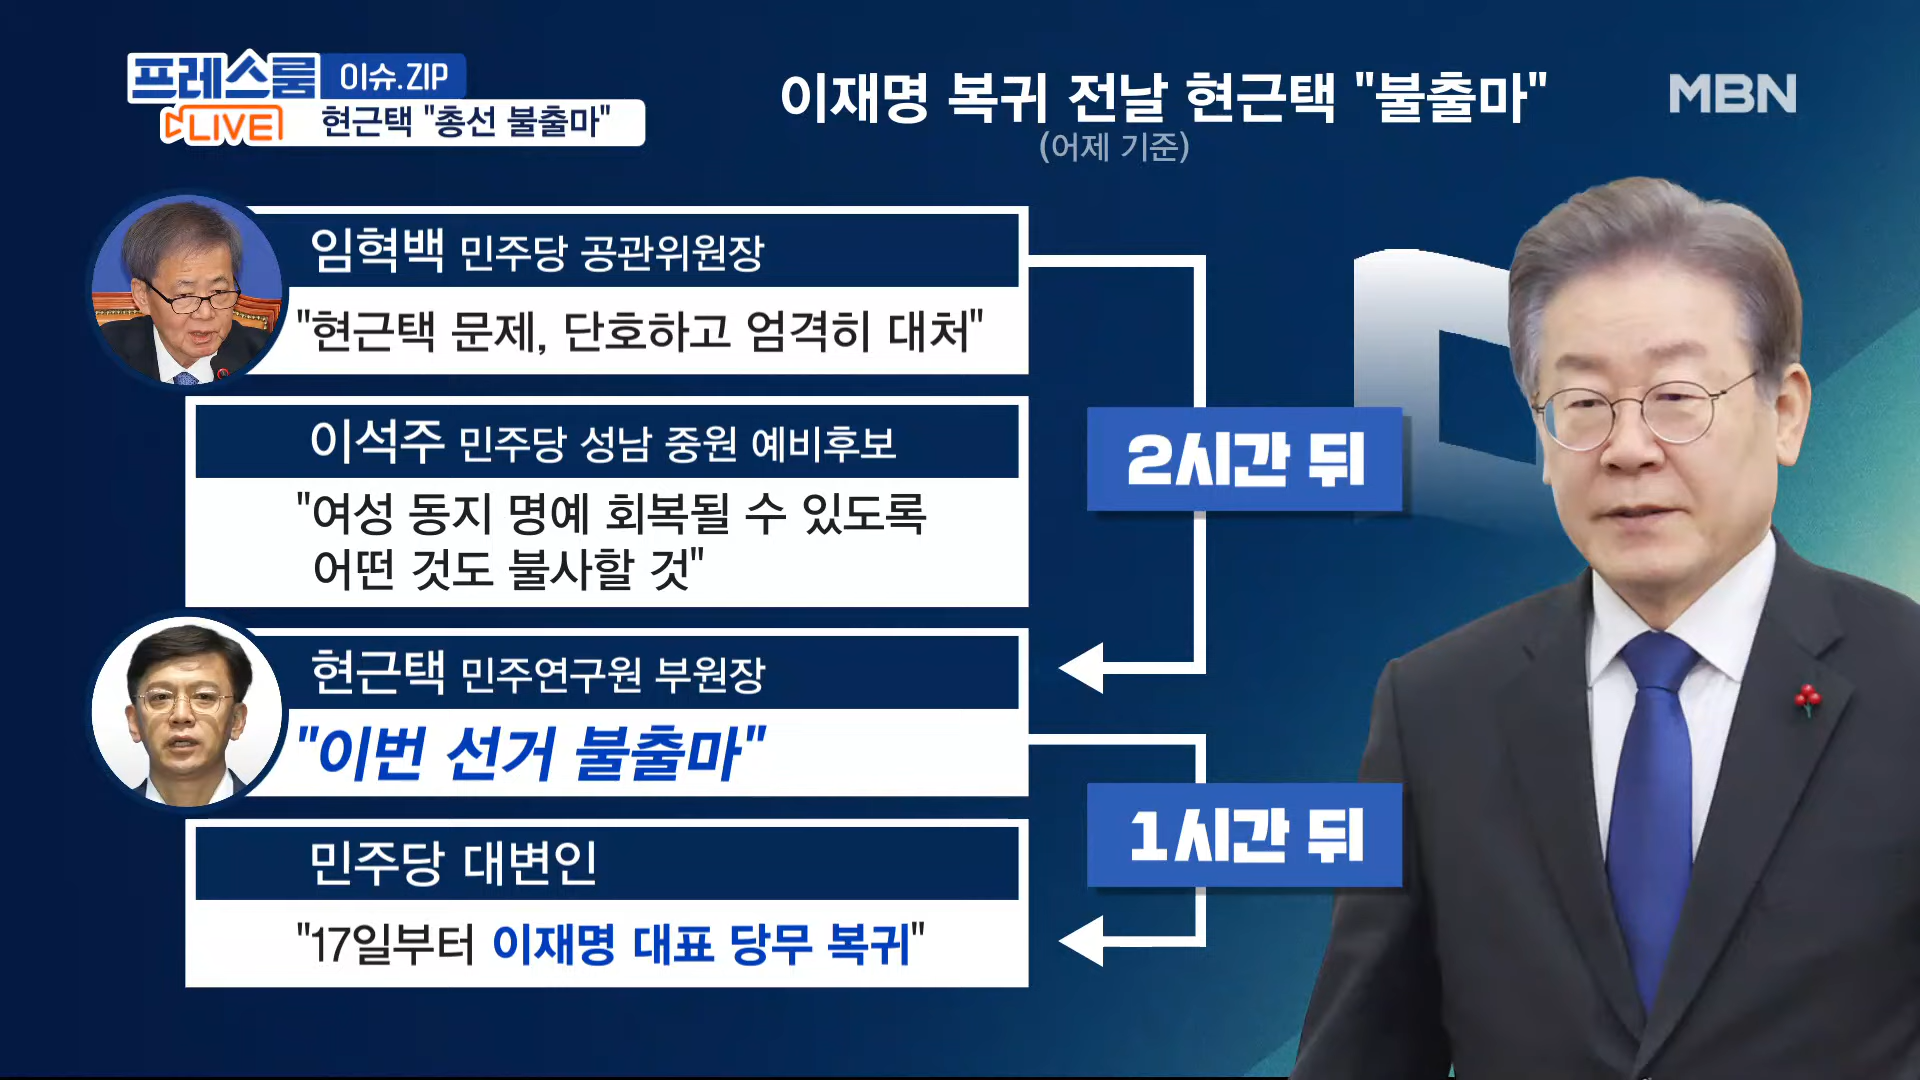 프레스룸 이슈.ZIP
LIVE 현근택 "총선 불출마"
이재명 복귀 전날 현근택 "불출마"
(어제 기준)
MBN
임혁백 민주당 공관위원장
"현근택 문제, 단호하고 엄격히 대처"
이석주 민주당 성남 중원 예비후보
"여성 동지 명예 회복될 수 있도록
어떤 것도 불사할 것"
2시간 뒤
현근택 민주연구원 부원장
"이번 선거 불출마"
1시간 뒤
민주당 대변인
"17일부터 이재명 대표 당무 복귀"